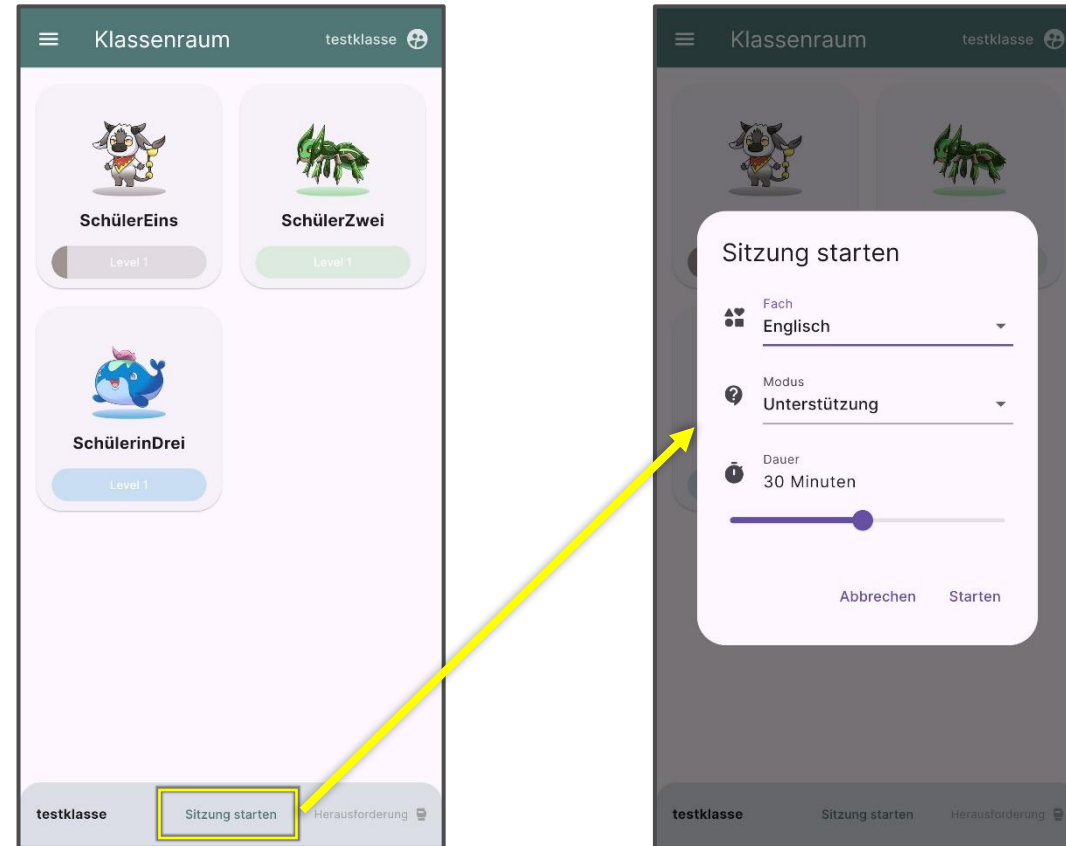 Klassenraum testklasse
SchülerEins SchülerZwei
Level 1 Level 1
SchülerinDrei
Level 1
testklasse Sitzung starten Herausforderung
Klassenraum testklasse
Sitzung starten
Fach
Englisch
Modus
Unterstützung
Dauer
30 Minuten
Abbrechen Starten
testklasse Sitzung starten Herausforderung